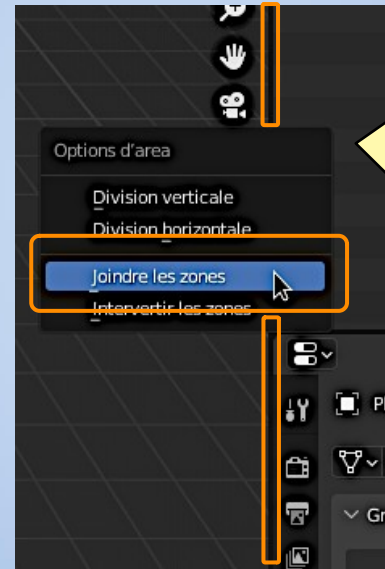 Options d'area
Division verticale
Division horizontale
Joindre les zones
Intervertir les zones